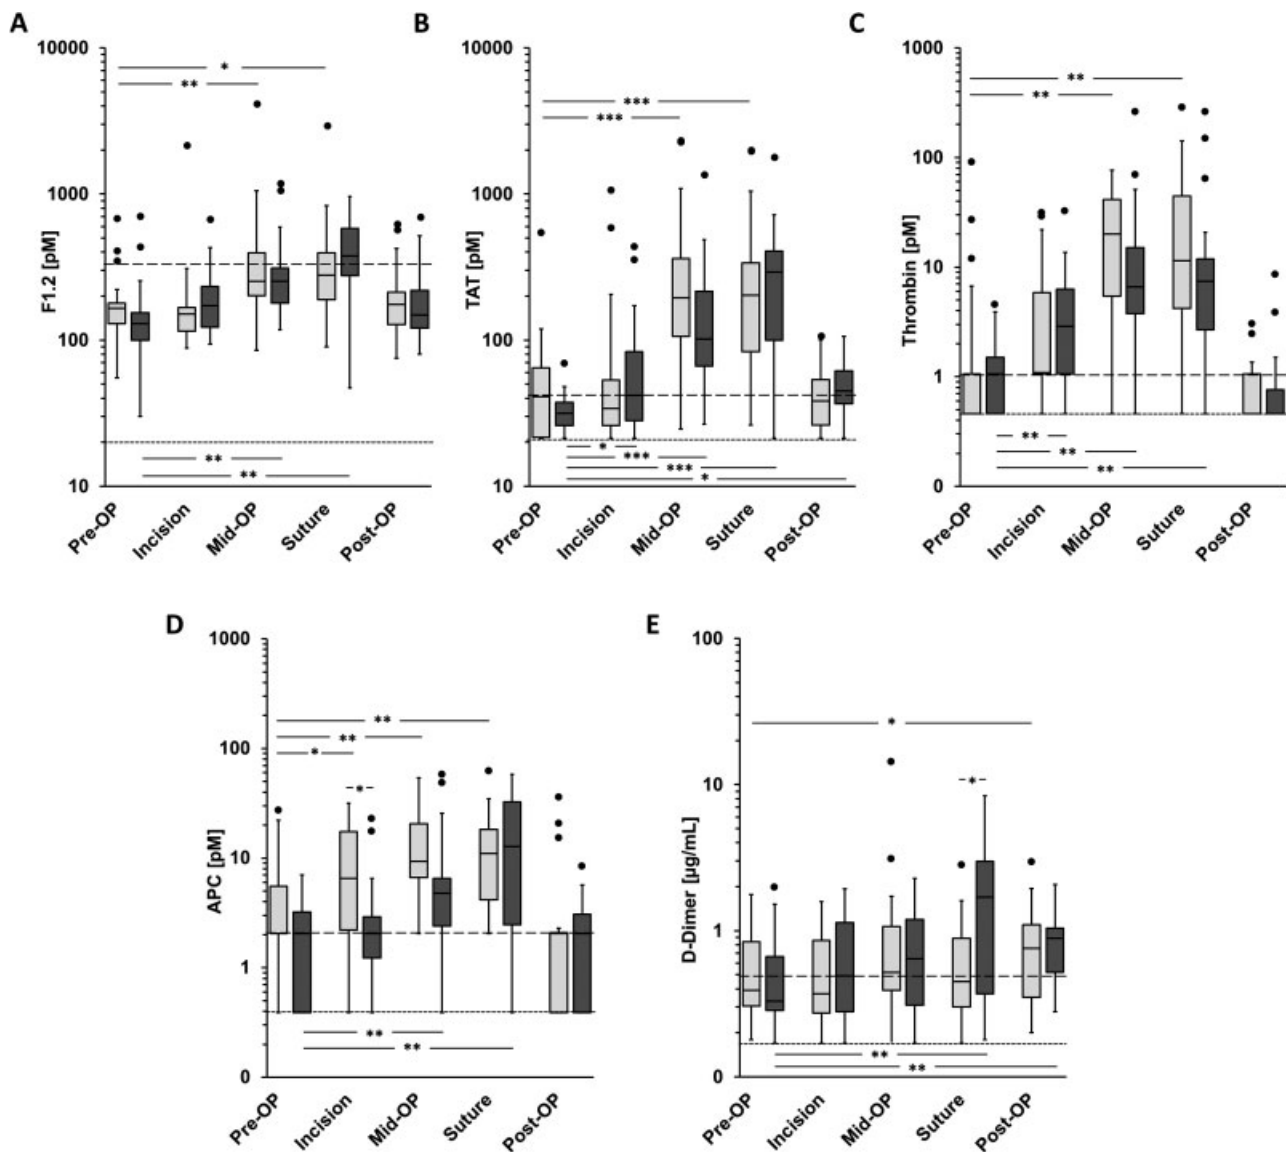 A
F1.2 [pM]
10000
1000
100
10
*
**
**
**
Pre-OP
Incision
Mid-OP
Suture
Post-OP
B
TAT [pM]
10000
1000
100
10
***
***
*
***
***
*
Pre-OP
Incision
Mid-OP
Suture
Post-OP
C
Thrombin [pM]
1000
100
10
1
0
**
**
**
**
**
Pre-OP
Incision
Mid-OP
Suture
Post-OP
D
APC [pM]
1000
100
10
1
0
**
**
*
*
**
**
Pre-OP
Incision
Mid-OP
Suture
Post-OP
E
D-Dimer [µg/mL]
100
10
1
0
*
*
**
**
Pre-OP
Incision
Mid-OP
Suture
Post-OP